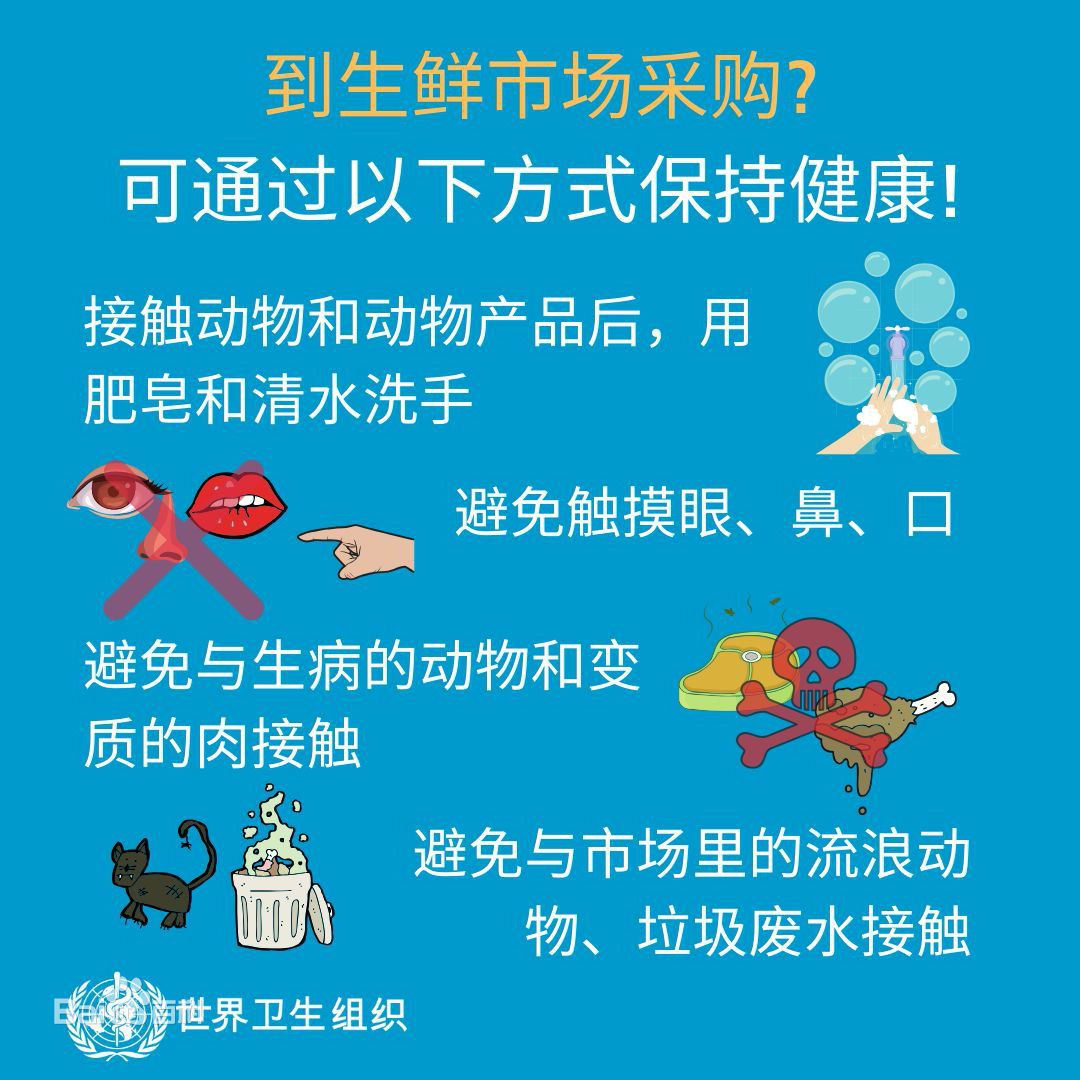 到生鲜市场采购?
可通过以下方式保持健康!
接触动物和动物产品后，用
肥皂和清水洗手
避免触摸眼、鼻、口
避免与生病的动物和变
质的肉接触
避免与市场里的流浪动
物、垃圾废水接触
世界卫生组织